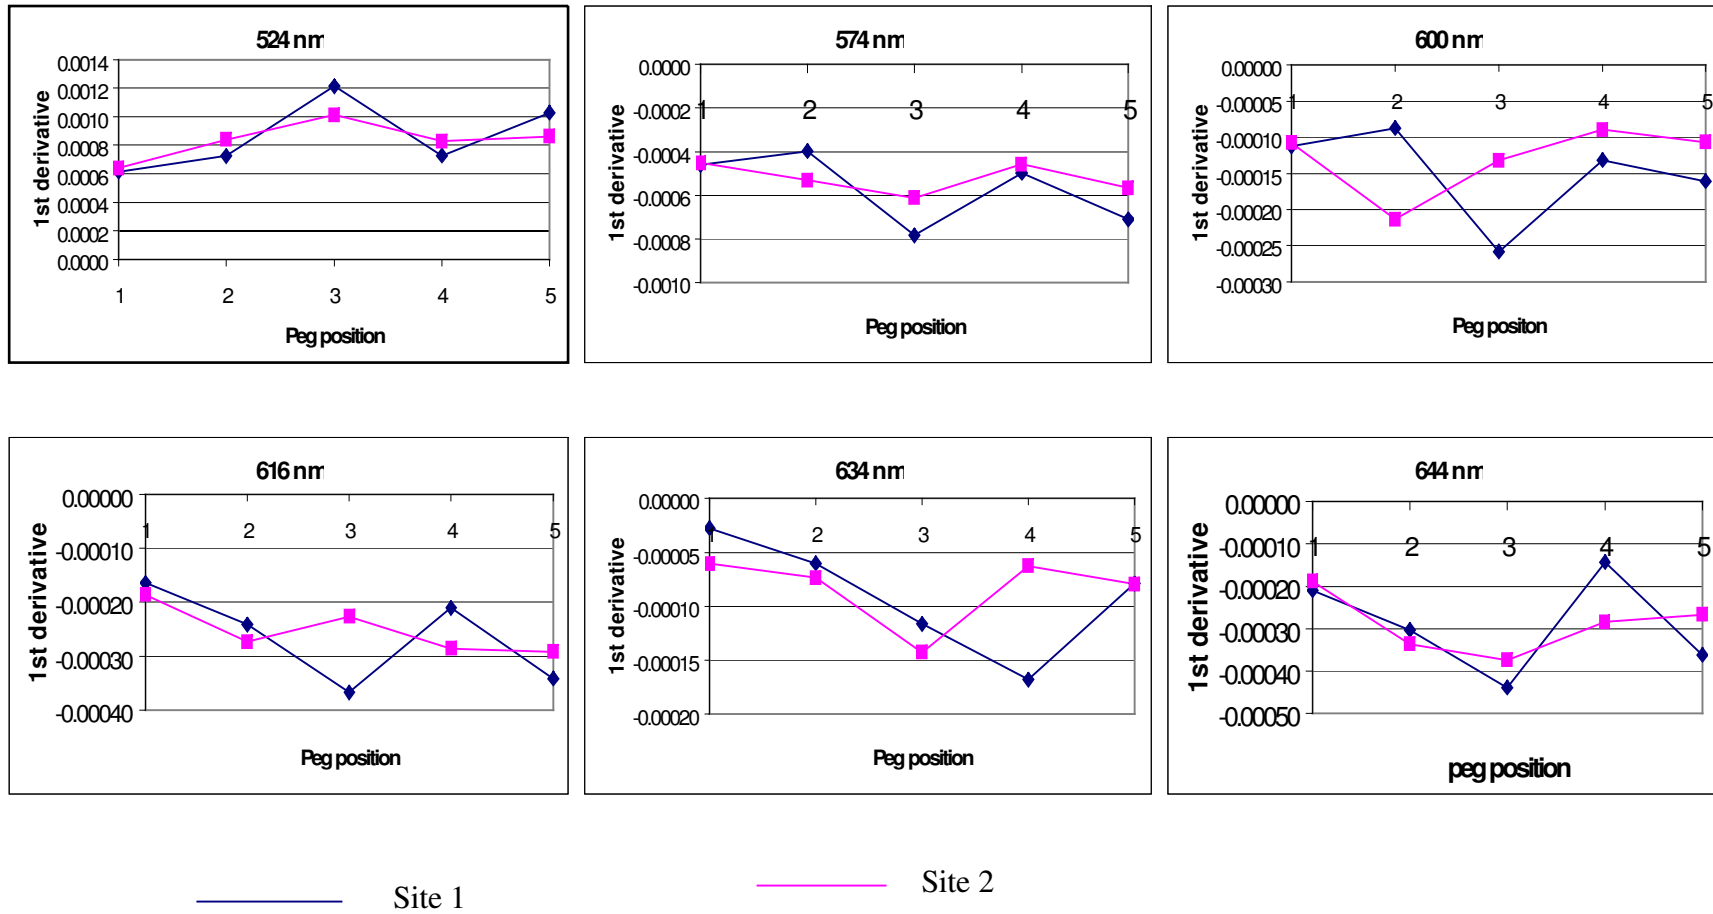 524 nm
0.0014
0.0012
0.0010
0.0008
0.0006
0.0004
0.0002
0.0000
1st derivative
1 2 3 4 5
Peg position
574 nm
0.0000
-0.0002
-0.0004
-0.0006
-0.0008
-0.0010
1st derivative
1 2 3 4 5
Peg position
600 nm
0.00000
-0.00005
-0.00010
-0.00015
-0.00020
-0.00025
-0.00030
1st derivative
1 2 3 4 5
Peg positon
616 nm
0.00000
-0.00010
-0.00020
-0.00030
-0.00040
1st derivative
1 2 3 4 5
Peg position
634 nm
0.00000
-0.00005
-0.00010
-0.00015
-0.00020
1st derivative
1 2 3 4 5
Peg position
644 nm
0.00000
-0.00010
-0.00020
-0.00030
-0.00040
-0.00050
1st derivative
1 2 3 4 5
peg position
Site 1
Site 2